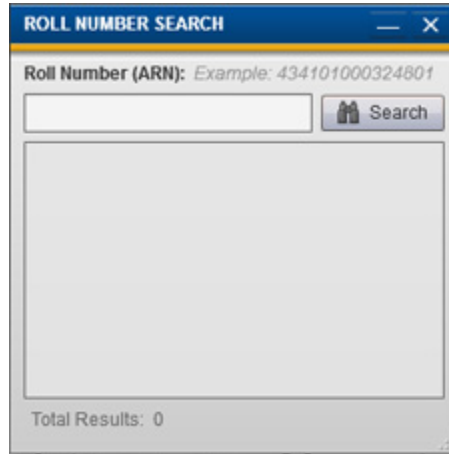 ROLL NUMBER SEARCH
Roll Number (ARN): Example: 434101000324801
Search
Total Results: 0